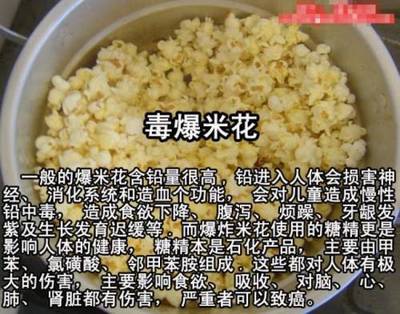 毒爆米花
一般的爆米花含铅量很高，铅进入人体会损害神
经、消化系统和造血个功能，会对儿童造成慢性
铅中毒，造成食欲下降、腹泻、烦躁、牙龈发
紫及生长发育迟缓等，而爆炸米花使用的糖精更是
影响人体的健康，糖精本是石化产品，主要由甲
苯、氯磺酸、邻甲苯胺组成．这些都对人体有极
大的伤害，主要影响食欲、吸收、对脑、心、
肺、肾脏都有伤害，严重者可以致癌。